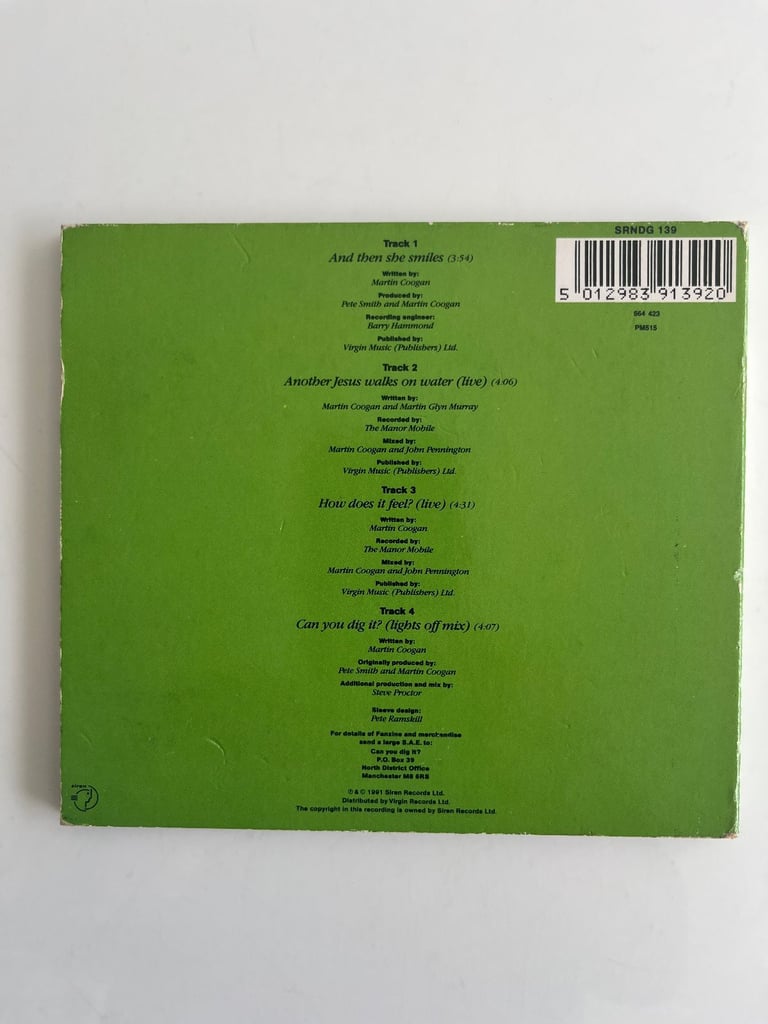 SRNDG 139
5 012983 913920
564 423
PM515
Track 1
And then she smiles (3:54)
Written by:
Martin Coogan
Produced by:
Pete Smith and Martin Coogan
Recording engineer:
Barry Hammond
Published by:
Virgin Music (Publishers) Ltd.
Track 2
Another Jesus walks on water (live) (4:06)
Written by:
Martin Coogan and Martin Glyn Murray
Recorded by:
The Manor Mobile
Mixed by:
Martin Coogan and John Pennington
Published by:
Virgin Music (Publishers) Ltd.
Track 3
How does it feel? (live) (4:31)
Written by:
Martin Coogan
Recorded by:
The Manor Mobile
Mixed by:
Martin Coogan and John Pennington
Published by:
Virgin Music (Publishers) Ltd.
Track 4
Can you dig it? (lights off mix) (4:07)
Written by:
Martin Coogan
Originally produced by:
Pete Smith and Martin Coogan
Additional production and mix by:
Steve Proctor
Sleeve design:
Pete Ramskill
For details of Fanzine and merchandise
send a large S.A.E. to:
Can you dig it?
P.O. Box 39
North District Office
Manchester M8 6RS
℗ & © 1991 Siren Records Ltd.
Distributed by Virgin Records Ltd.
The copyright in this recording is owned by Siren Records Ltd.
siren